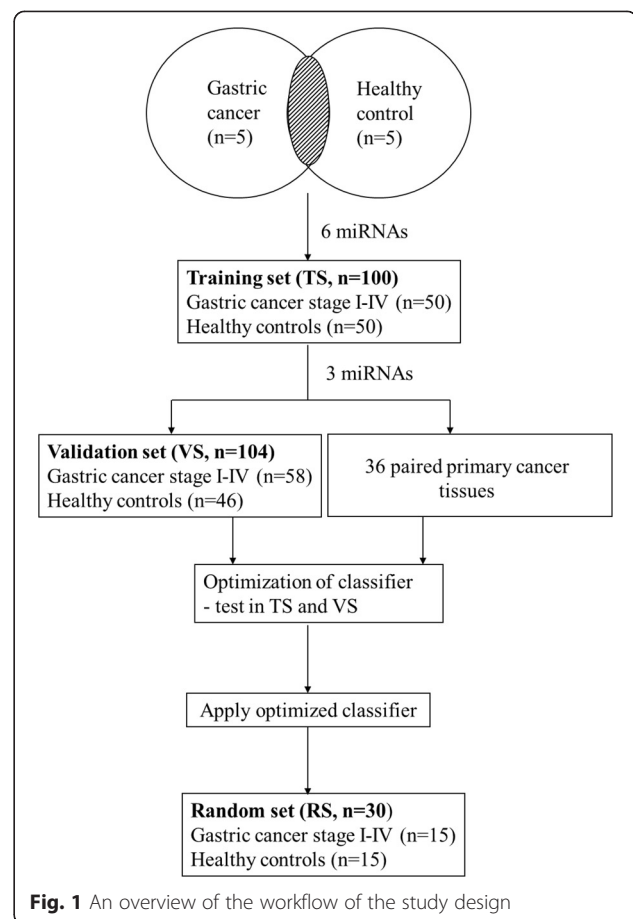 Gastric
cancer
(n=5)
Healthy
control
(n=5)
6 miRNAs
Training set (TS, n=100)
Gastric cancer stage I-IV (n=50)
Healthy controls (n=50)
3 miRNAs
Validation set (VS, n=104)
Gastric cancer stage I-IV (n=58)
Healthy controls (n=46)
36 paired primary cancer
tissues
Optimization of classifier
- test in TS and VS
Apply optimized classifier
Random set (RS, n=30)
Gastric cancer stage I-IV (n=15)
Healthy controls (n=15)
Fig. 1 An overview of the workflow of the study design